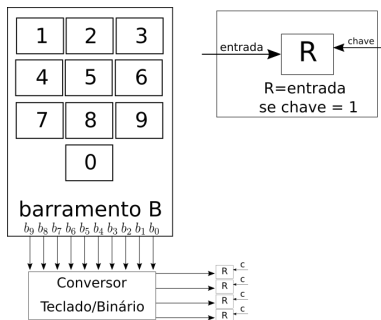 1 2 3
4 5 6
7 8 9
0
barramento B
b₉ b₈ b₇ b₆ b₅ b₄ b₃ b₂ b₁ b₀
entrada
R
chave
R=entrada
se chave = 1
Conversor
Teclado/Binário
R c
R c
R c
R c